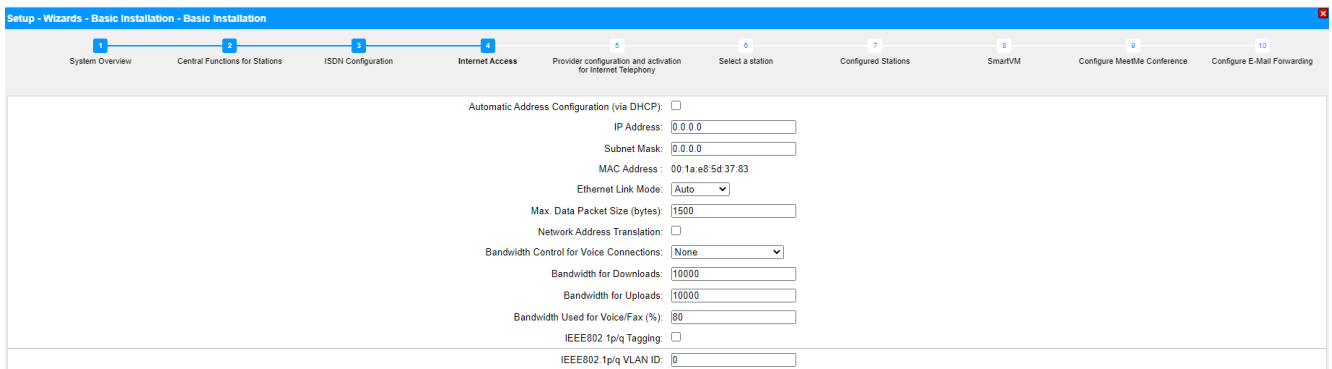 Setup - Wizards - Basic Installation - Basic Installation
1 2 3 4 5 6 7 8 9 10
System Overview Central Functions for Stations ISDN Configuration Internet Access Provider configuration and activation Select a station Configured Stations SmartVM Configure MeetMe Conference Configure E-Mail Forwarding
for Internet Telephony
Automatic Address Configuration (via DHCP):
IP Address: 0.0.0.0
Subnet Mask: 0.0.0.0
MAC Address : 00:1a:e8:5d:37:83
Ethernet Link Mode: Auto
Max. Data Packet Size (bytes): 1500
Network Address Translation:
Bandwidth Control for Voice Connections: None
Bandwidth for Downloads: 10000
Bandwidth for Uploads: 10000
Bandwidth Used for Voice/Fax (%): 80
IEEE802.1p/q Tagging:
IEEE802.1p/q VLAN ID: 0